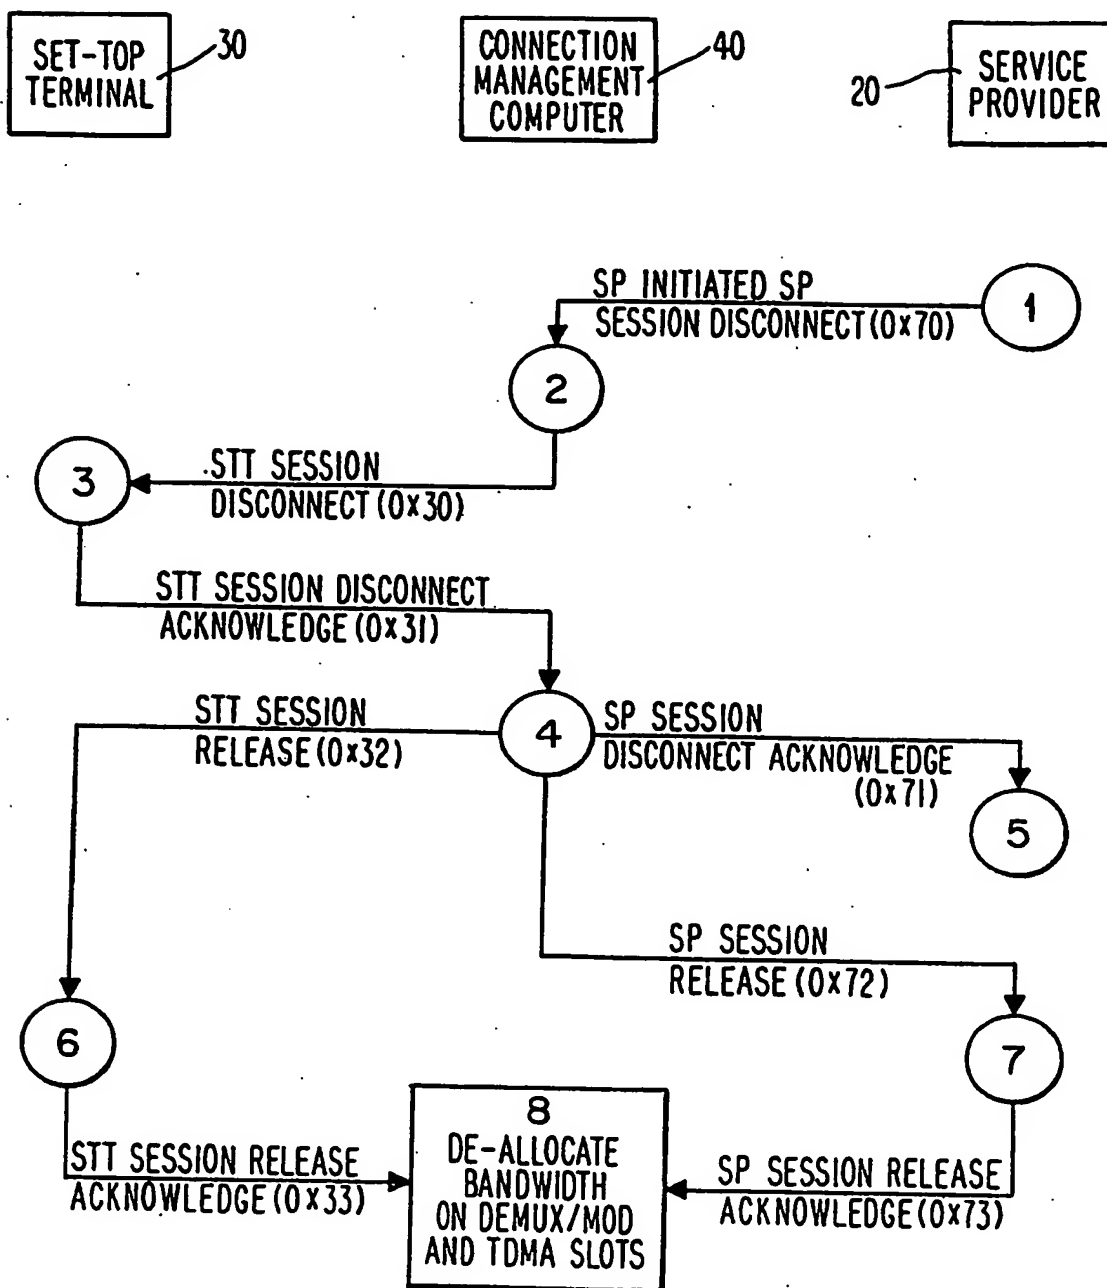 SET-TOP
TERMINAL
30
CONNECTION
MANAGEMENT
COMPUTER
40
20
SERVICE
PROVIDER
SP INITIATED SP
SESSION DISCONNECT (0x70)
1
2
3
STT SESSION
DISCONNECT (0x30)
STT SESSION DISCONNECT
ACKNOWLEDGE (0x31)
STT SESSION
RELEASE (0x32)
4
SP SESSION
DISCONNECT ACKNOWLEDGE
(0x71)
5
SP SESSION
RELEASE (0x72)
6
7
8
DE-ALLOCATE
BANDWIDTH
ON DEMUX/MOD
AND TDMA SLOTS
STT SESSION RELEASE
ACKNOWLEDGE (0x33)
SP SESSION RELEASE
ACKNOWLEDGE (0x73)